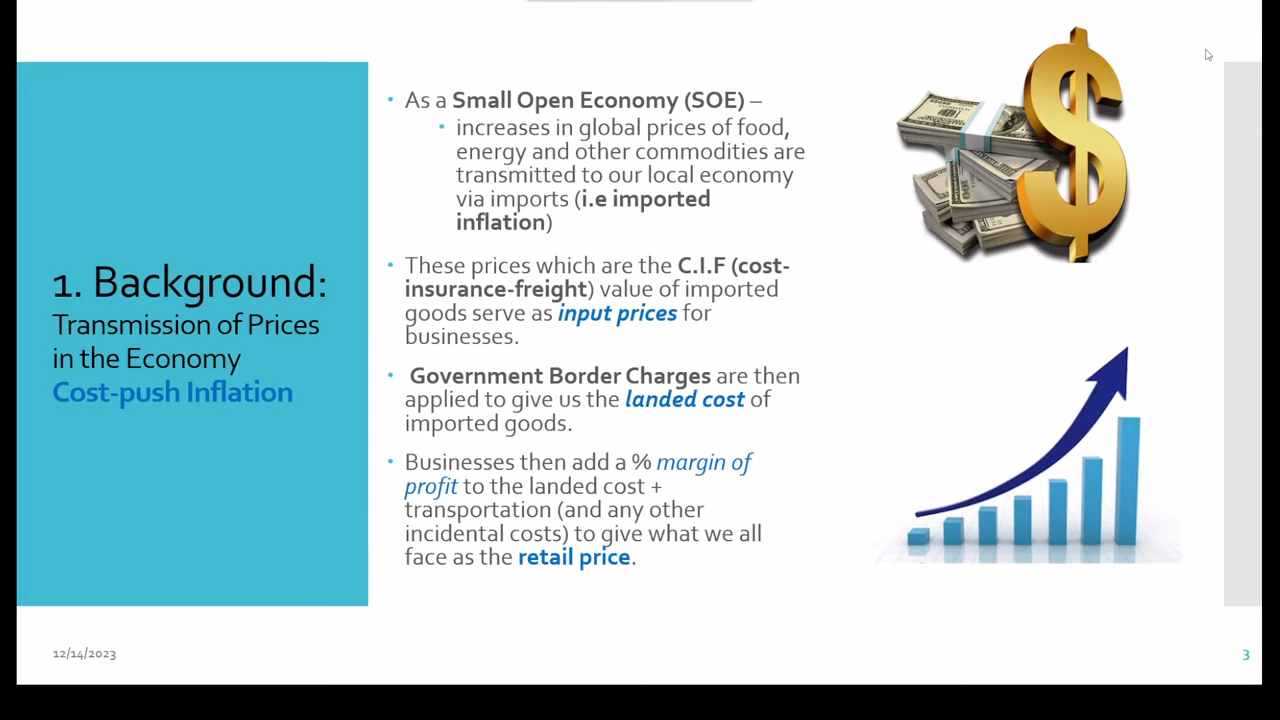 1. Background:
Transmission of Prices
in the Economy
Cost-push Inflation
• As a Small Open Economy (SOE) –
• increases in global prices of food,
energy and other commodities are
transmitted to our local economy
via imports (i.e imported
inflation)
• These prices which are the C.I.F (cost-
insurance-freight) value of imported
goods serve as input prices for
businesses.
• Government Border Charges are then
applied to give us the landed cost of
imported goods.
• Businesses then add a % margin of
profit to the landed cost +
transportation (and any other
incidental costs) to give what we all
face as the retail price.
12/14/2023
3